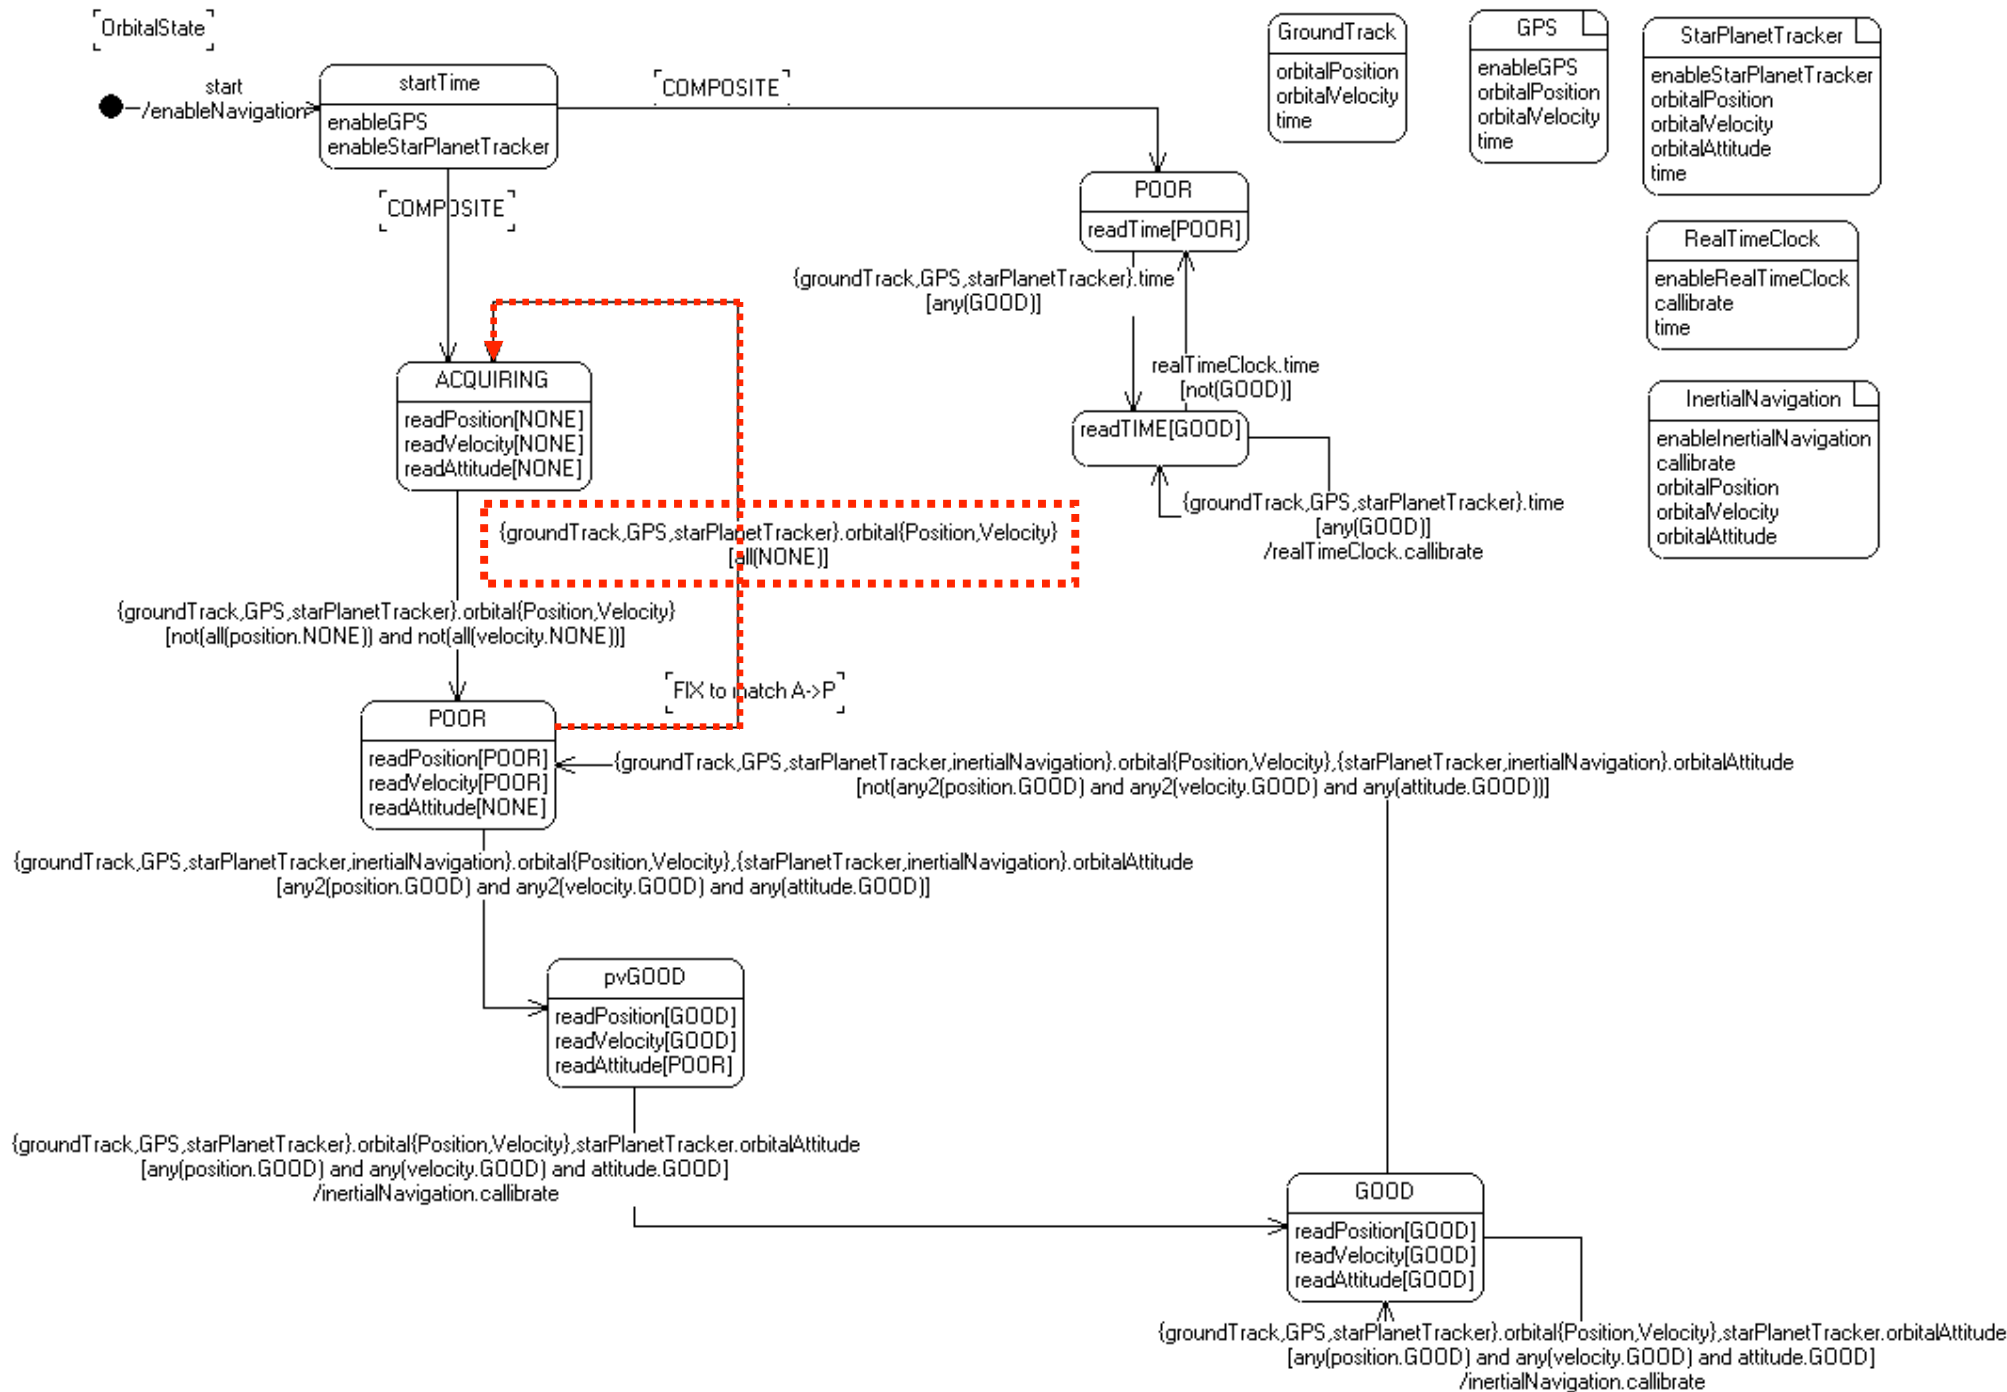 OrbitalState
start
/enableNavigation
startTime
enableGPS
enableStarPlanetTracker
COMPOSITE
COMPOSITE
GroundTrack
orbitalPosition
orbitalVelocity
time
GPS
enableGPS
orbitalPosition
orbitalVelocity
time
StarPlanetTracker
enableStarPlanetTracker
orbitalPosition
orbitalVelocity
orbitalAttitude
time
POOR
readTime[POOR]
RealTimeClock
enableRealTimeClock
callibrate
time
{groundTrack,GPS,starPlanetTracker}.time
[any(GOOD)]
realTimeClock.time
[not(GOOD)]
ACQUIRING
readPosition[NONE]
readVelocity[NONE]
readAttitude[NONE]
readTIME[GOOD]
InertialNavigation
enableInertialNavigation
callibrate
orbitalPosition
orbitalVelocity
orbitalAttitude
{groundTrack,GPS,starPlanetTracker}.time
[any(GOOD)]
/realTimeClock.callibrate
{groundTrack,GPS,starPlanetTracker}.orbital{Position,Velocity}
[all(NONE)]
{groundTrack,GPS,starPlanetTracker}.orbital{Position,Velocity}
[not(all(position.NONE)) and not(all(velocity.NONE))]
FIX to match A->P
POOR
readPosition[POOR]
readVelocity[POOR]
readAttitude[NONE]
{groundTrack,GPS,starPlanetTracker,inertialNavigation}.orbital{Position,Velocity},{starPlanetTracker,inertialNavigation}.orbitalAttitude
[not(any2(position.GOOD) and any2(velocity.GOOD) and any(attitude.GOOD))]
{groundTrack,GPS,starPlanetTracker,inertialNavigation}.orbital{Position,Velocity},{starPlanetTracker,inertialNavigation}.orbitalAttitude
[any2(position.GOOD) and any2(velocity.GOOD) and any(attitude.GOOD)]
pvGOOD
readPosition[GOOD]
readVelocity[GOOD]
readAttitude[POOR]
{groundTrack,GPS,starPlanetTracker}.orbital{Position,Velocity},starPlanetTracker.orbitalAttitude
[any(position.GOOD) and any(velocity.GOOD) and attitude.GOOD]
/inertialNavigation.callibrate
GOOD
readPosition[GOOD]
readVelocity[GOOD]
readAttitude[GOOD]
{groundTrack,GPS,starPlanetTracker}.orbital{Position,Velocity},starPlanetTracker.orbitalAttitude
[any(position.GOOD) and any(velocity.GOOD) and attitude.GOOD]
/inertialNavigation.callibrate